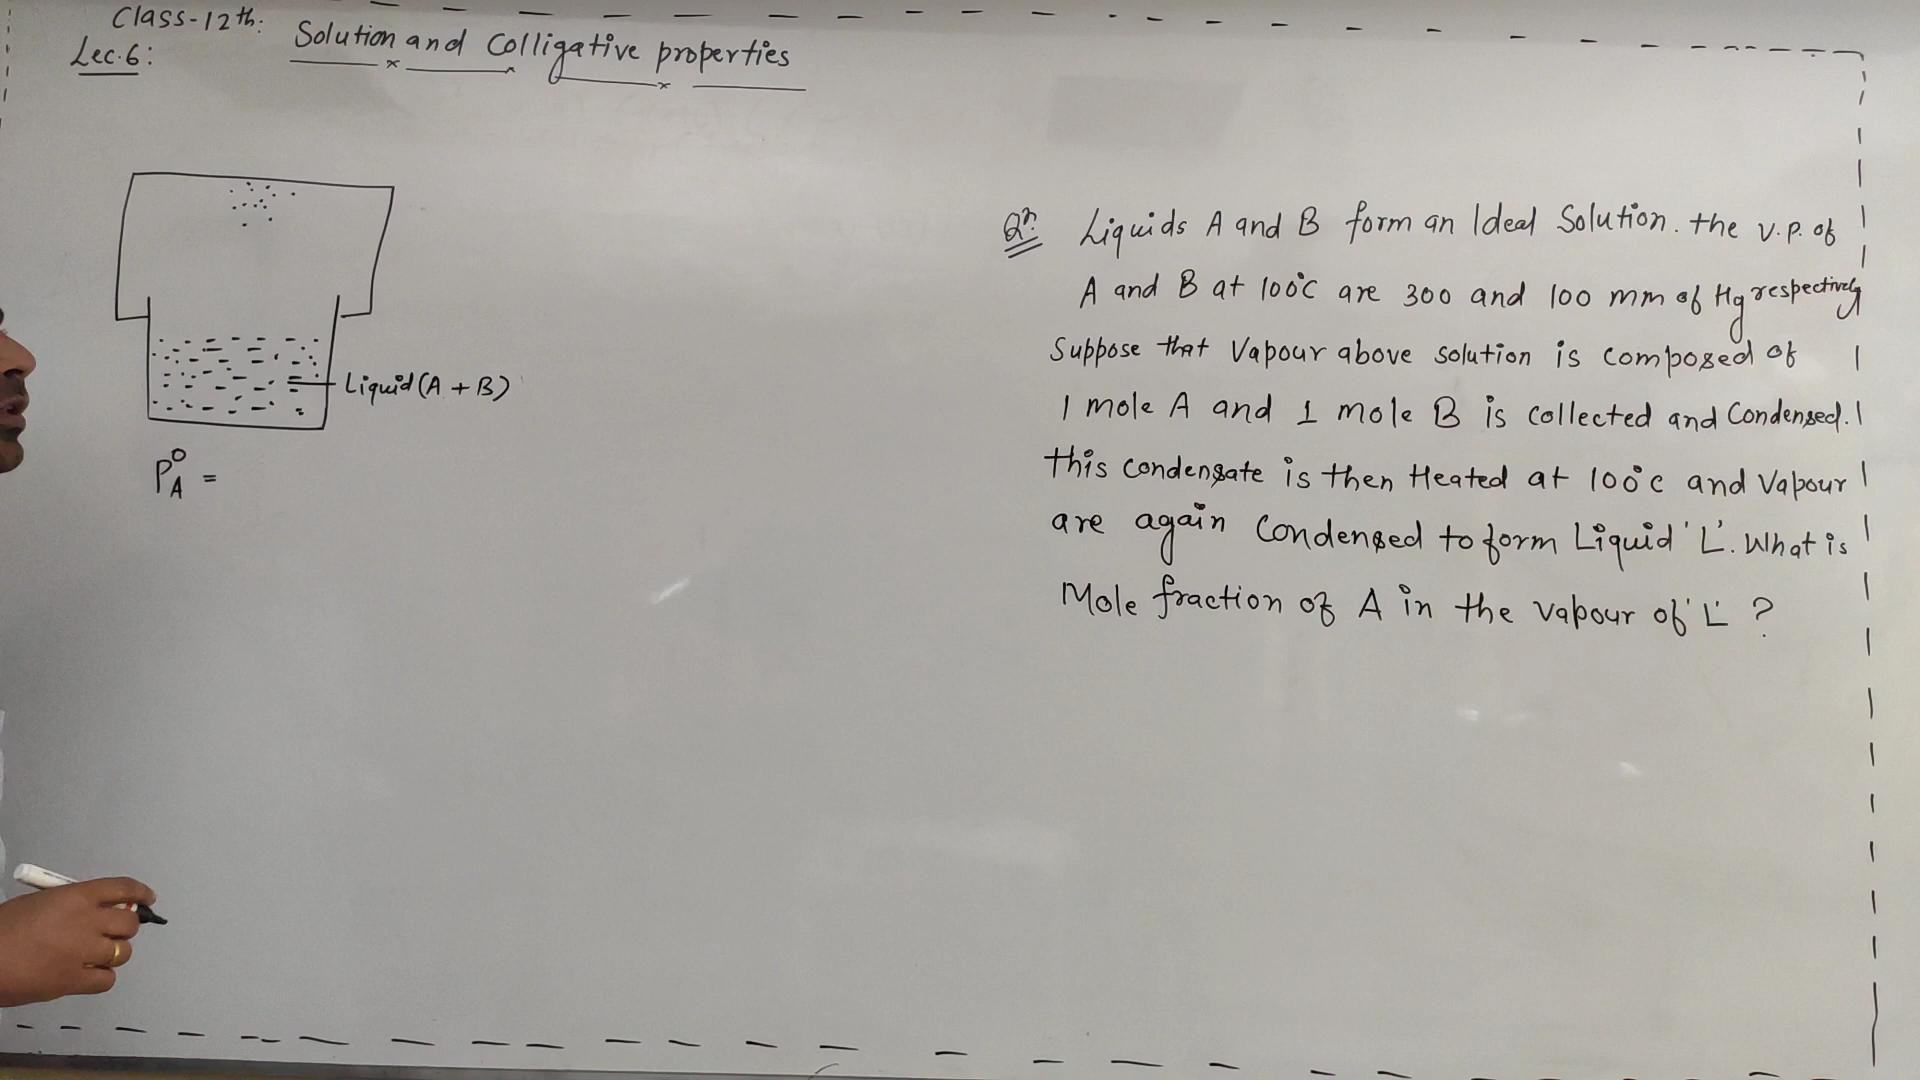 Class-12th:
Lec.6:
Solution and Colligative properties
Liquid (A + B)
P°A =
Qn: Liquids A and B form an Ideal Solution. the v.p. of
A and B at 100°C are 300 and 100 mm of Hg respectively
Suppose that Vapour above solution is composed of
1 mole A and 1 mole B is collected and Condensed.
this condensate is then Heated at 100°C and Vapour
are again Condensed to form Liquid 'L'. What is
Mole fraction of A in the vapour of 'L' ?